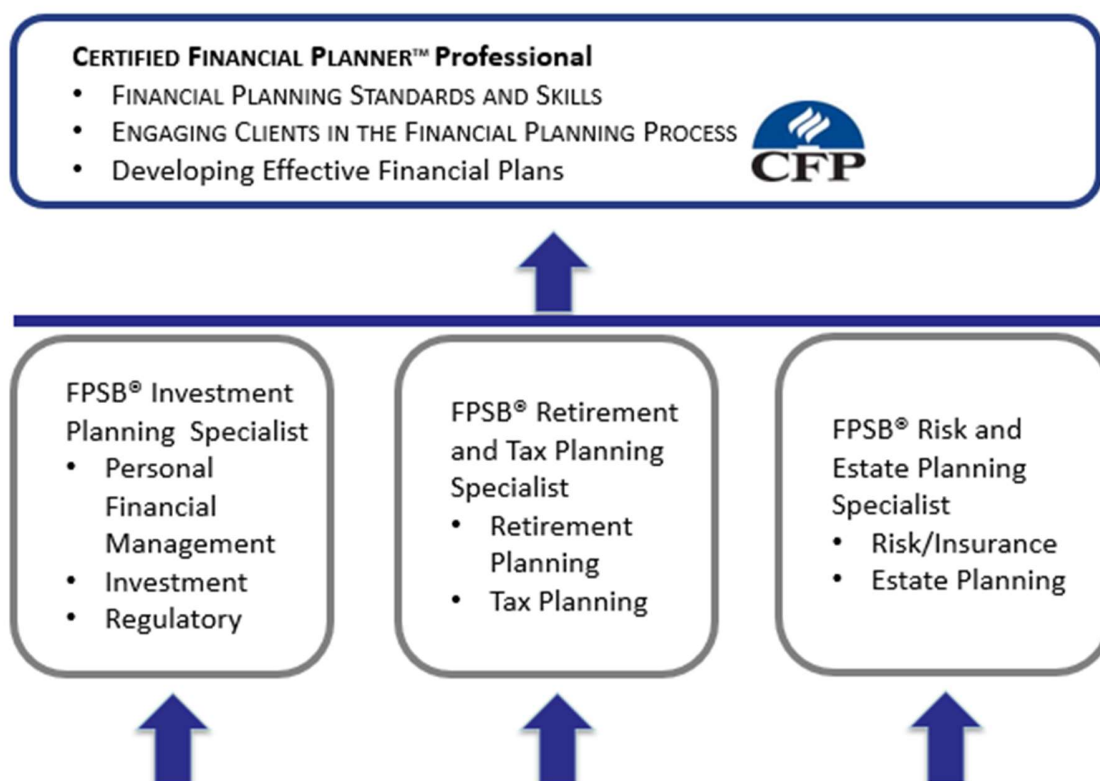 CERTIFIED FINANCIAL PLANNER™ Professional
• FINANCIAL PLANNING STANDARDS AND SKILLS
• ENGAGING CLIENTS IN THE FINANCIAL PLANNING PROCESS
• Developing Effective Financial Plans
CFP
FPSB® Investment
Planning Specialist
• Personal
Financial
Management
• Investment
• Regulatory
FPSB® Retirement
and Tax Planning
Specialist
• Retirement
Planning
• Tax Planning
FPSB® Risk and
Estate Planning
Specialist
• Risk/Insurance
• Estate Planning